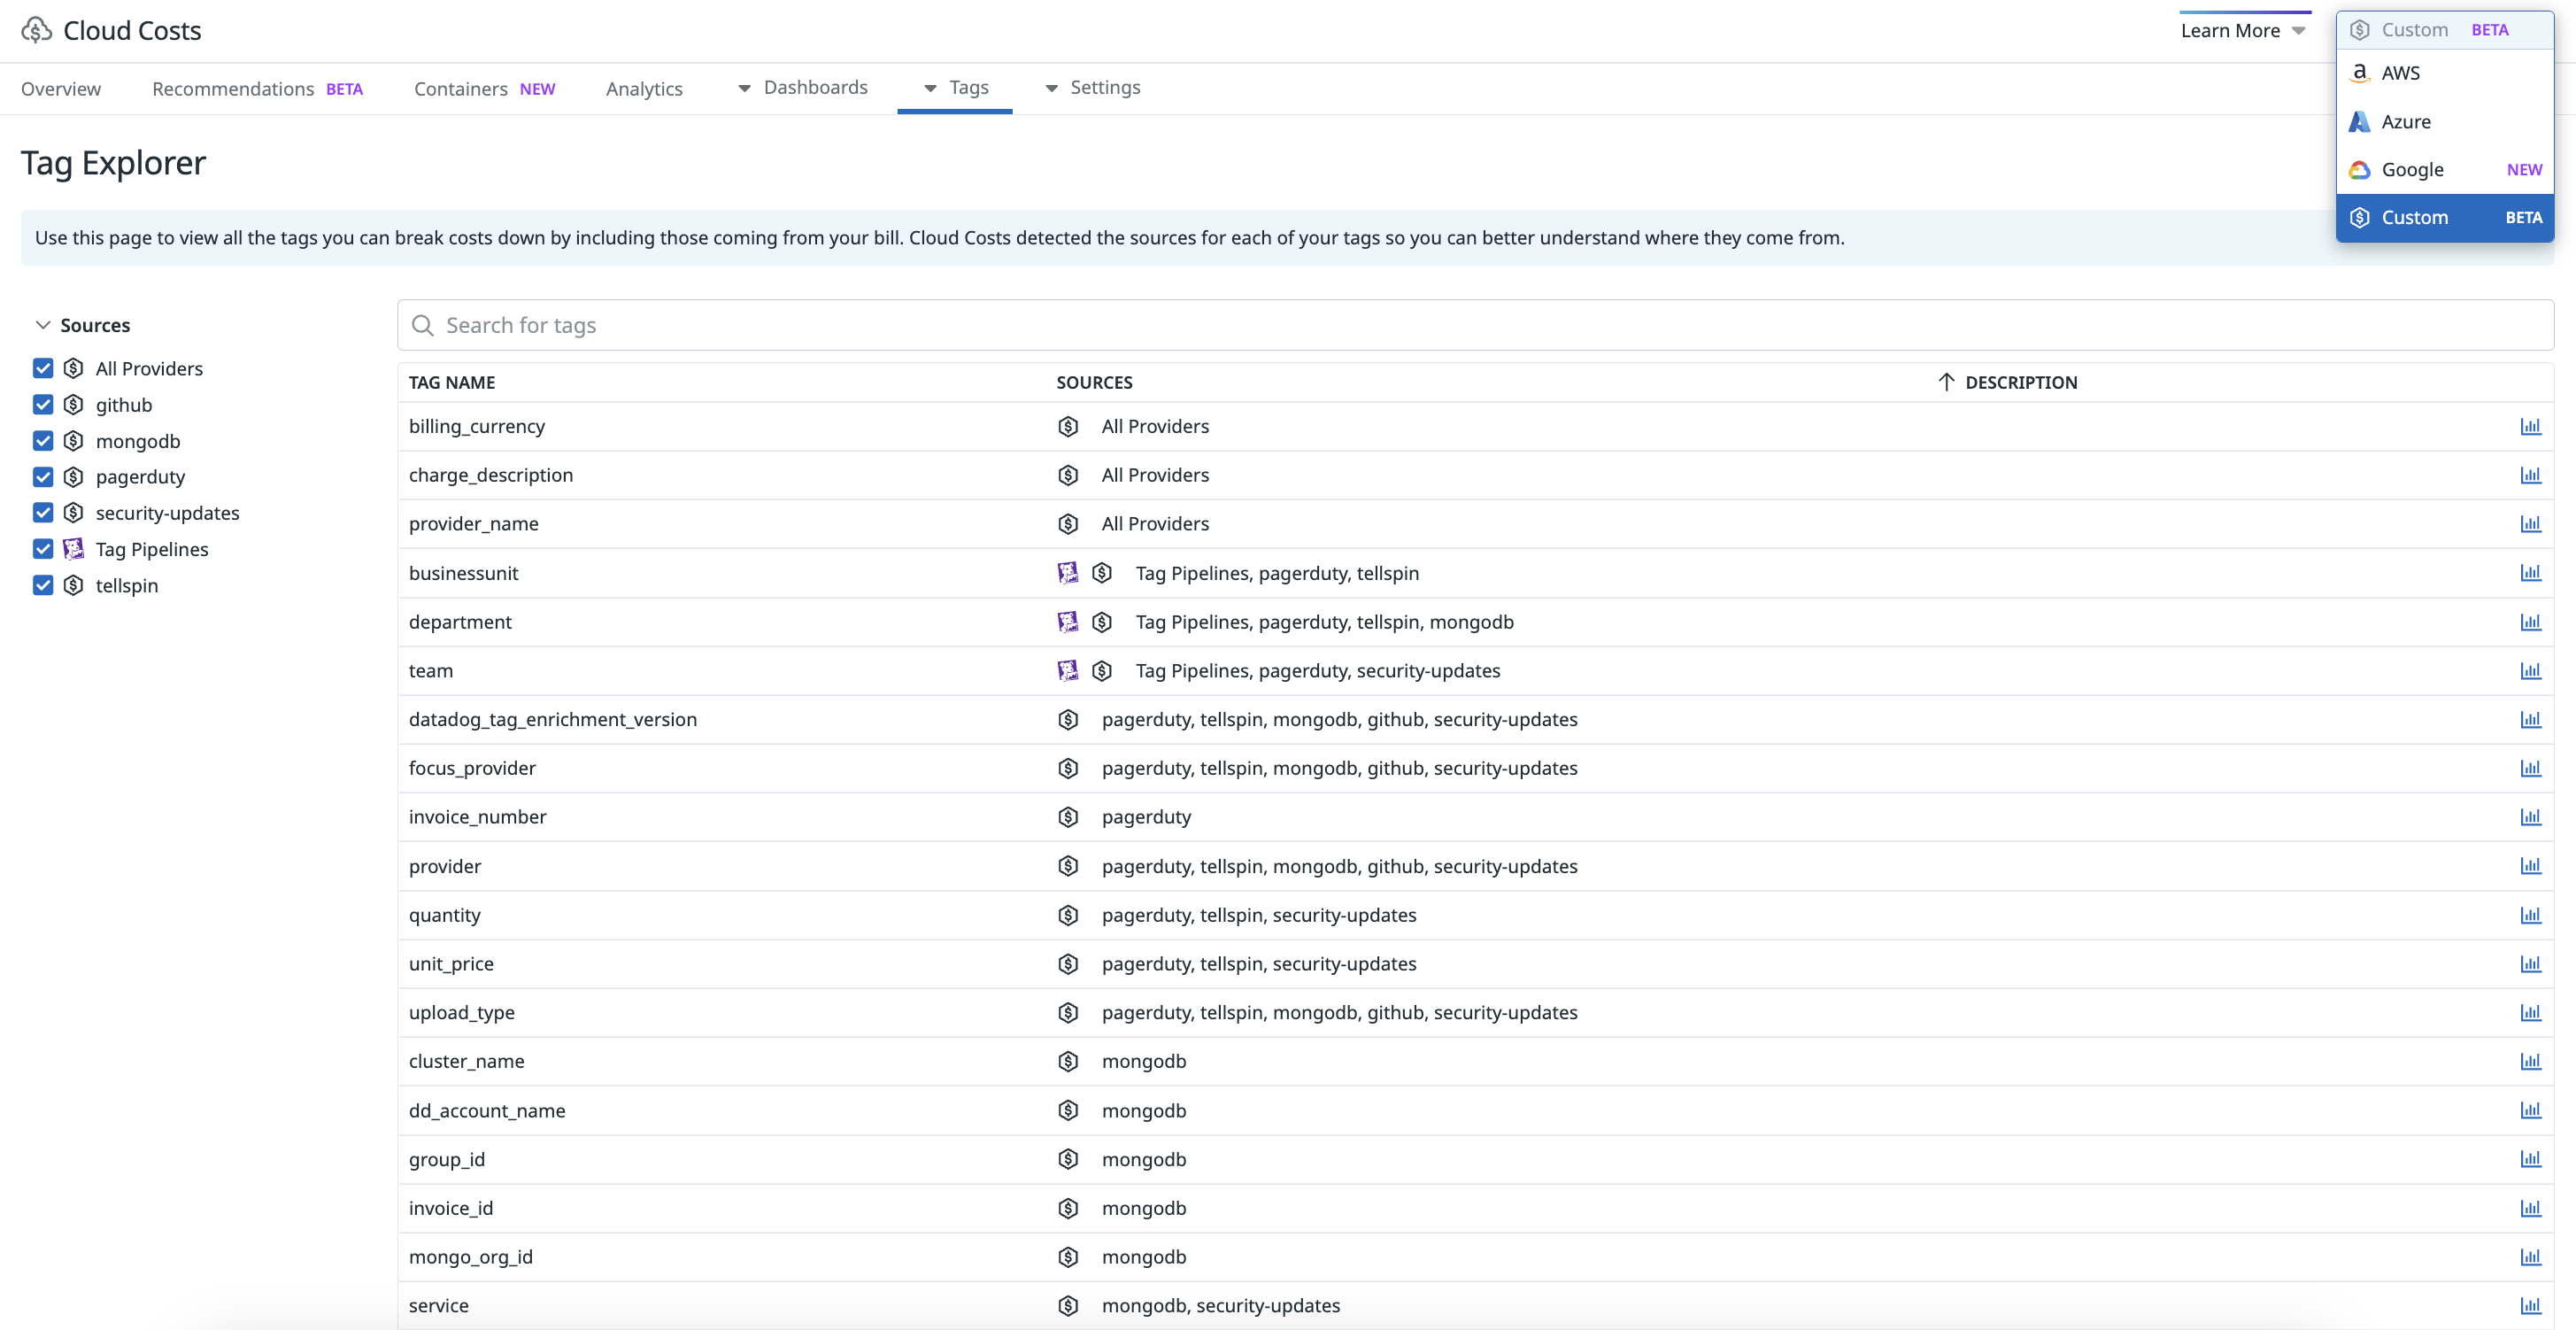 Cloud Costs
Learn More
Custom BETA
AWS
Azure
Google NEW
Custom BETA
Overview Recommendations BETA Containers NEW Analytics Dashboards Tags Settings
Tag Explorer
Use this page to view all the tags you can break costs down by including those coming from your bill. Cloud Costs detected the sources for each of your tags so you can better understand where they come from.
Sources
All Providers
github
mongodb
pagerduty
security-updates
Tag Pipelines
tellspin
Search for tags
TAG NAME SOURCES DESCRIPTION
billing_currency All Providers
charge_description All Providers
provider_name All Providers
businessunit Tag Pipelines, pagerduty, tellspin
department Tag Pipelines, pagerduty, tellspin, mongodb
team Tag Pipelines, pagerduty, security-updates
datadog_tag_enrichment_version pagerduty, tellspin, mongodb, github, security-updates
focus_provider pagerduty, tellspin, mongodb, github, security-updates
invoice_number pagerduty
provider pagerduty, tellspin, mongodb, github, security-updates
quantity pagerduty, tellspin, security-updates
unit_price pagerduty, tellspin, security-updates
upload_type pagerduty, tellspin, mongodb, github, security-updates
cluster_name mongodb
dd_account_name mongodb
group_id mongodb
invoice_id mongodb
mongo_org_id mongodb
service mongodb, security-updates